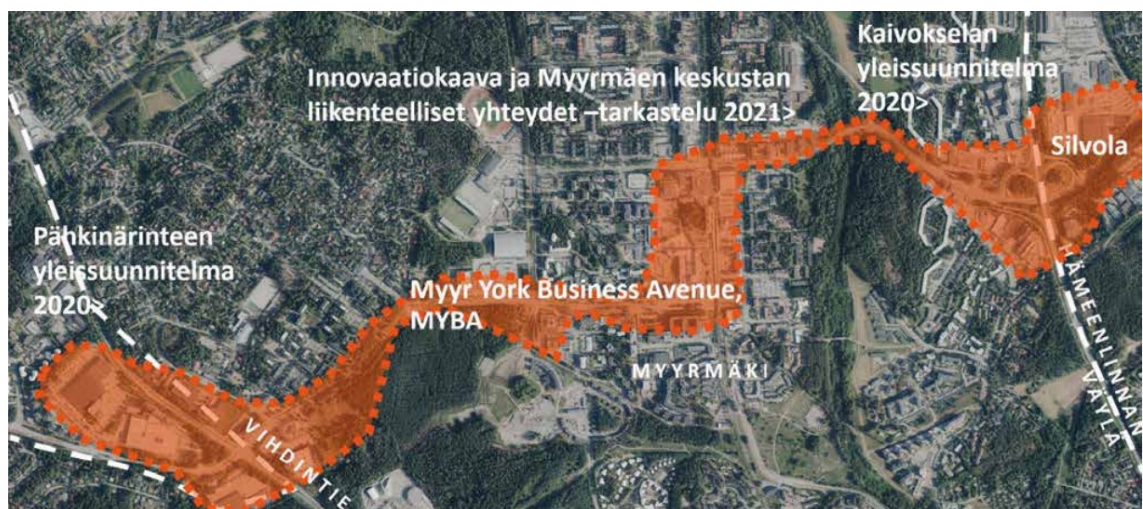 Innovaatiokaava ja Myyrmäen keskustan
liikenteelliset yhteydet –tarkastelu 2021>
Kaivokselan
yleissuunnitelma
2020>
Silvola
Pähkinärinteen
yleissuunnitelma
2020>
Myyr York Business Avenue,
MYBA
MYYRMÄKI
VIHDINTIE
HÄMEENLINNAN
VÄYLÄ